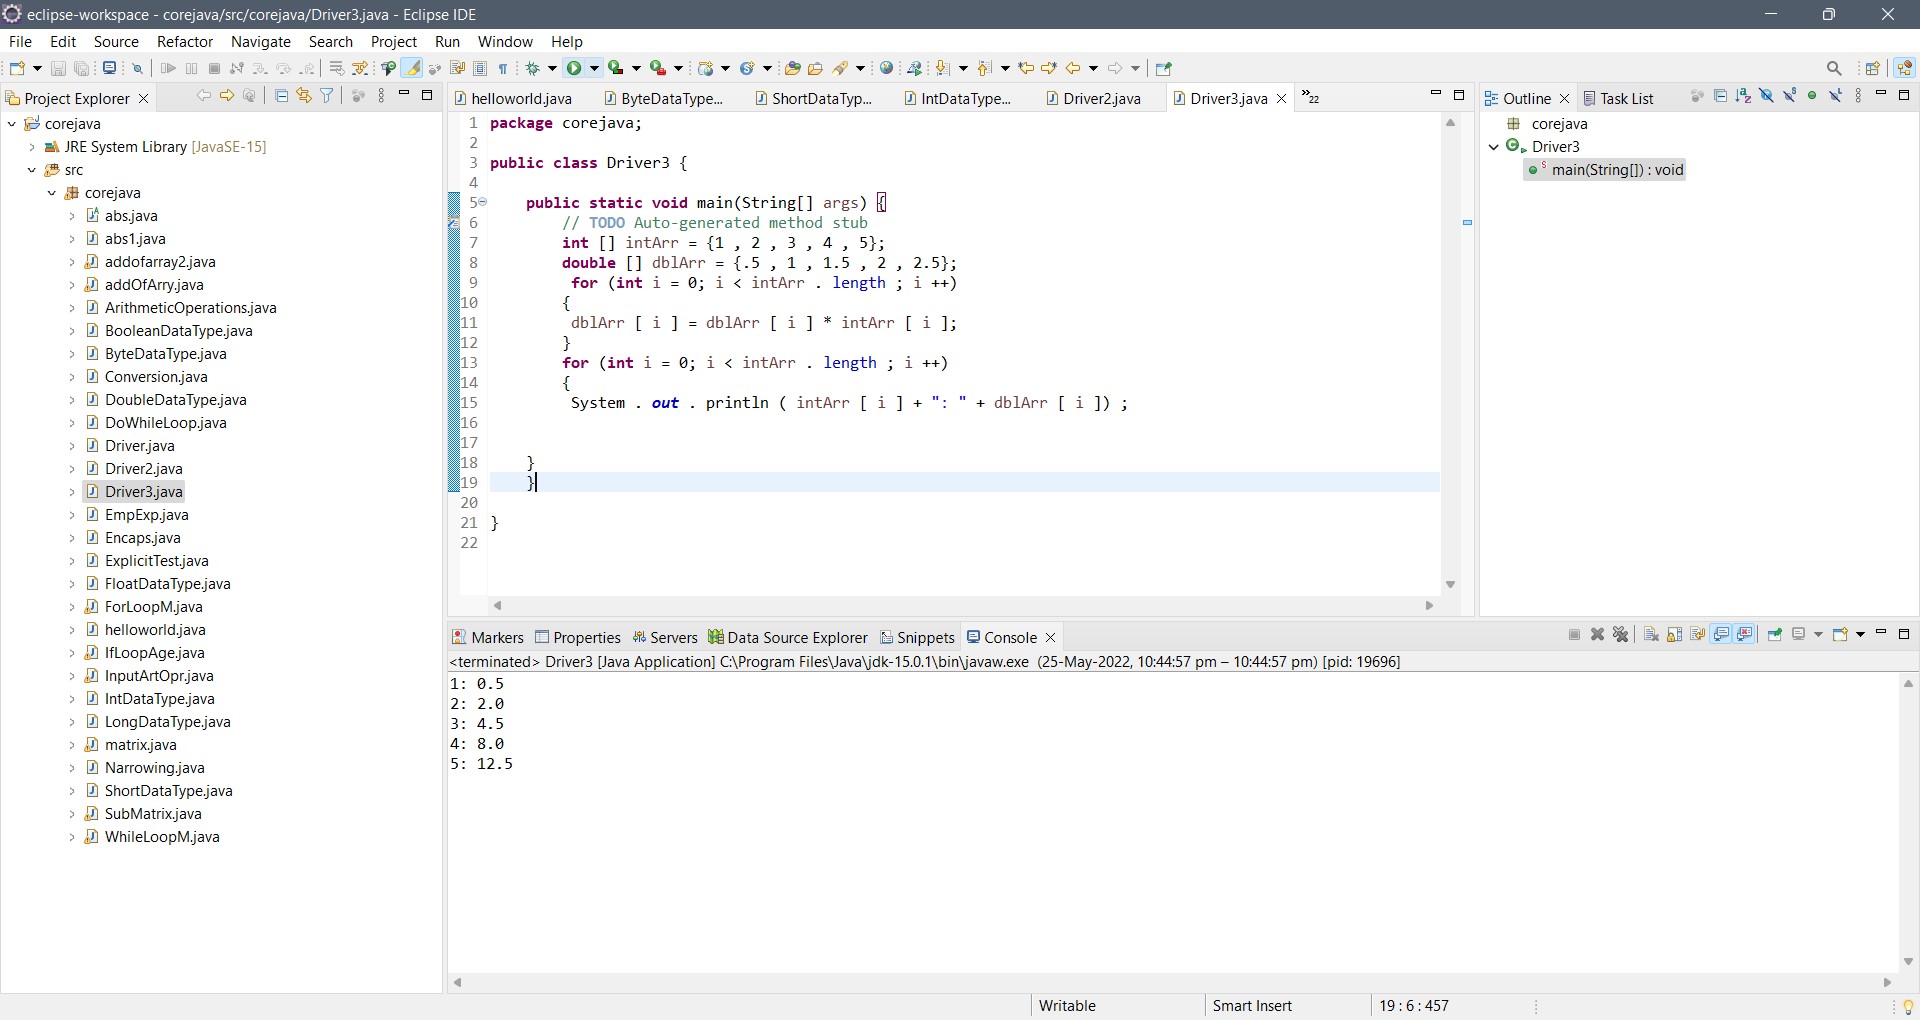 eclipse-workspace - corejava/src/corejava/Driver3.java - Eclipse IDE
File Edit Source Refactor Navigate Search Project Run Window Help
Project Explorer
corejava
JRE System Library [JavaSE-15]
src
corejava
abs.java
abs1.java
addofarray2.java
addOfArry.java
ArithmeticOperations.java
BooleanDataType.java
ByteDataType.java
Conversion.java
DoubleDataType.java
DoWhileLoop.java
Driver.java
Driver2.java
Driver3.java
EmpExp.java
Encaps.java
ExplicitTest.java
FloatDataType.java
ForLoopM.java
helloworld.java
IfLoopAge.java
InputArtOpr.java
IntDataType.java
LongDataType.java
matrix.java
Narrowing.java
ShortDataType.java
SubMatrix.java
WhileLoopM.java
helloworld.java ByteDataType... ShortDataTyp... IntDataType... Driver2.java Driver3.java »22
1 package corejava;
2
3 public class Driver3 {
4
5 public static void main(String[] args) {
6 // TODO Auto-generated method stub
7 int [] intArr = {1 , 2 , 3 , 4 , 5};
8 double [] dblArr = {.5 , 1 , 1.5 , 2 , 2.5};
9 for (int i = 0; i < intArr . length ; i ++)
10 {
11 dblArr [ i ] = dblArr [ i ] * intArr [ i ];
12 }
13 for (int i = 0; i < intArr . length ; i ++)
14 {
15 System . out . println ( intArr [ i ] + ": " + dblArr [ i ]) ;
16
17
18 }
19 }
20
21 }
22
Outline Task List
corejava
Driver3
main(String[]) : void
Markers Properties Servers Data Source Explorer Snippets Console
<terminated> Driver3 [Java Application] C:\Program Files\Java\jdk-15.0.1\bin\javaw.exe (25-May-2022, 10:44:57 pm – 10:44:57 pm) [pid: 19696]
1: 0.5
2: 2.0
3: 4.5
4: 8.0
5: 12.5
Writable Smart Insert 19 : 6 : 457